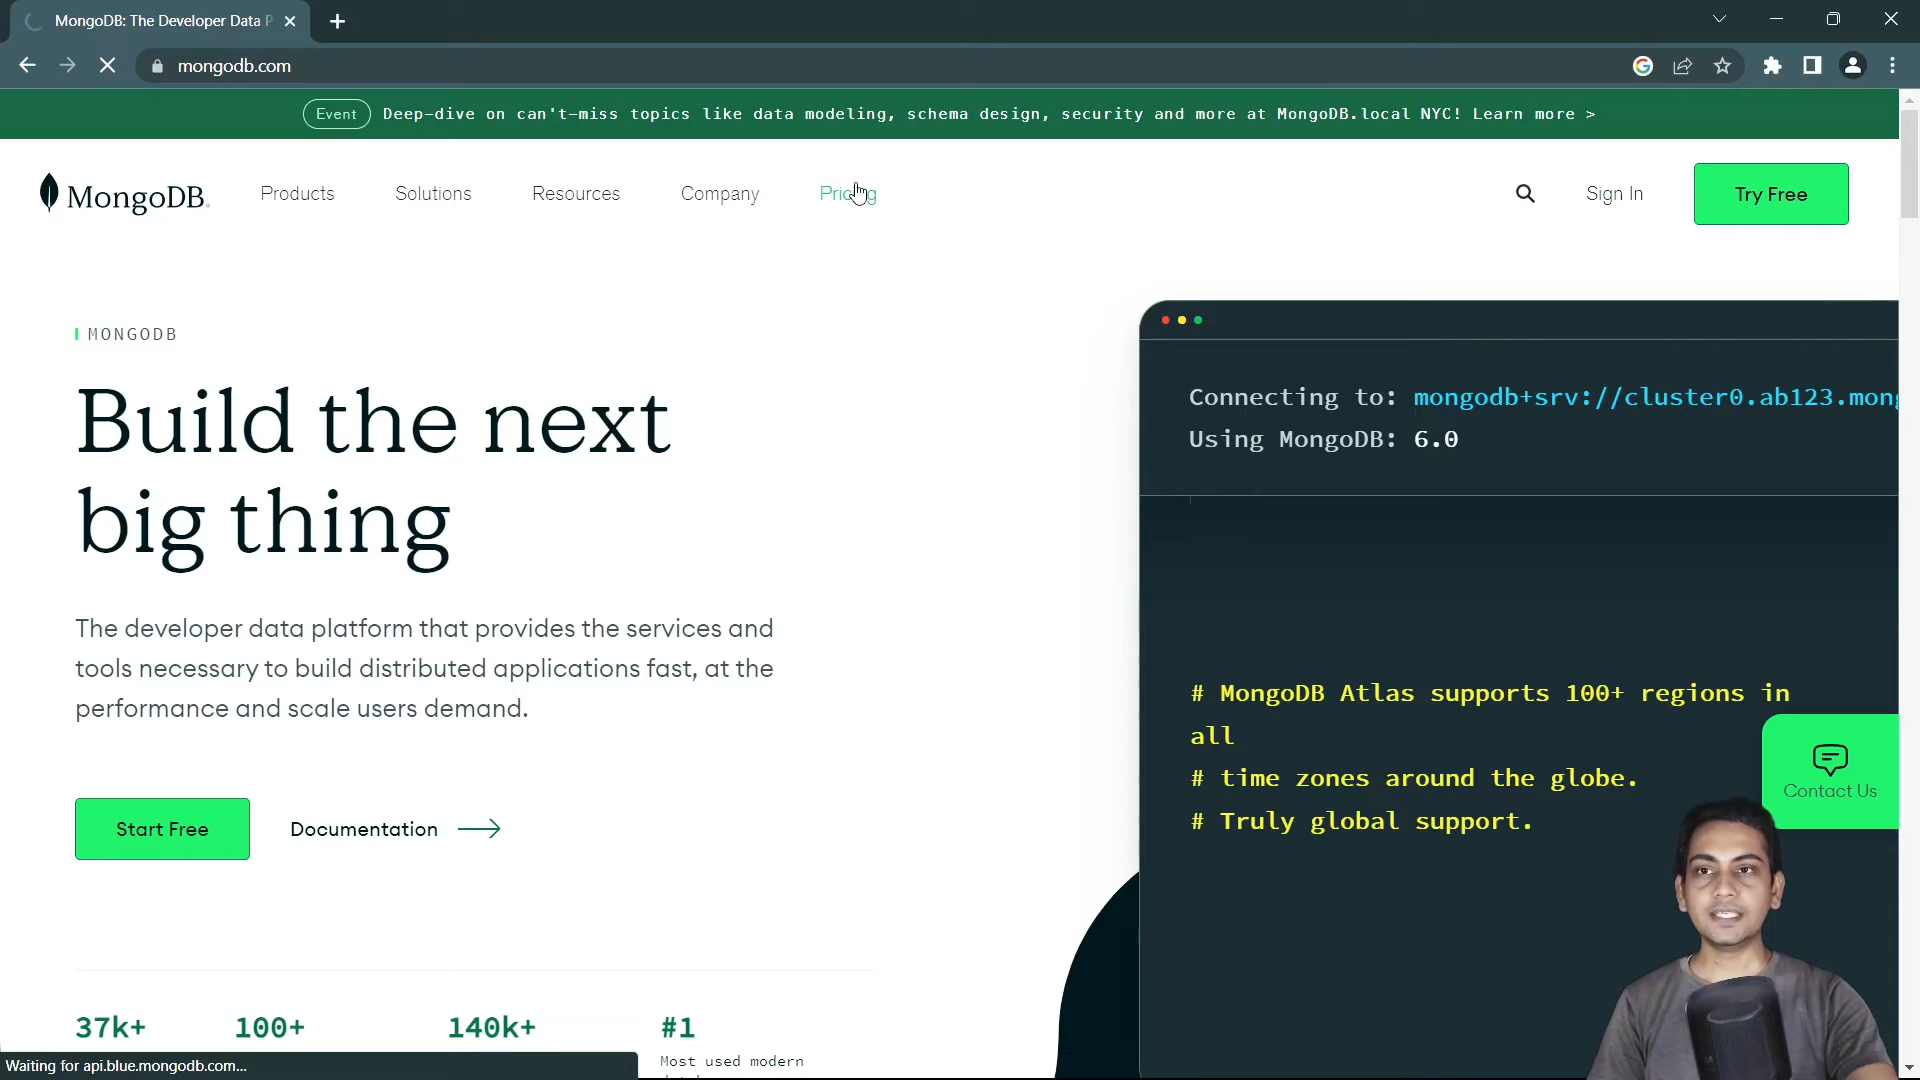 MongoDB: The Developer Data P
mongodb.com
Event Deep-dive on can't-miss topics like data modeling, schema design, security and more at MongoDB.local NYC! Learn more >
MongoDB. Products Solutions Resources Company Pricing Sign In Try Free
MONGODB
Build the next
big thing
The developer data platform that provides the services and
tools necessary to build distributed applications fast, at the
performance and scale users demand.
Start Free Documentation
37k+ 100+ 140k+ #1
Most used modern
Connecting to: mongodb+srv://cluster0.ab123.mong
Using MongoDB: 6.0
# MongoDB Atlas supports 100+ regions in
all
# time zones around the globe.
# Truly global support.
Contact Us
Waiting for api.blue.mongodb.com...